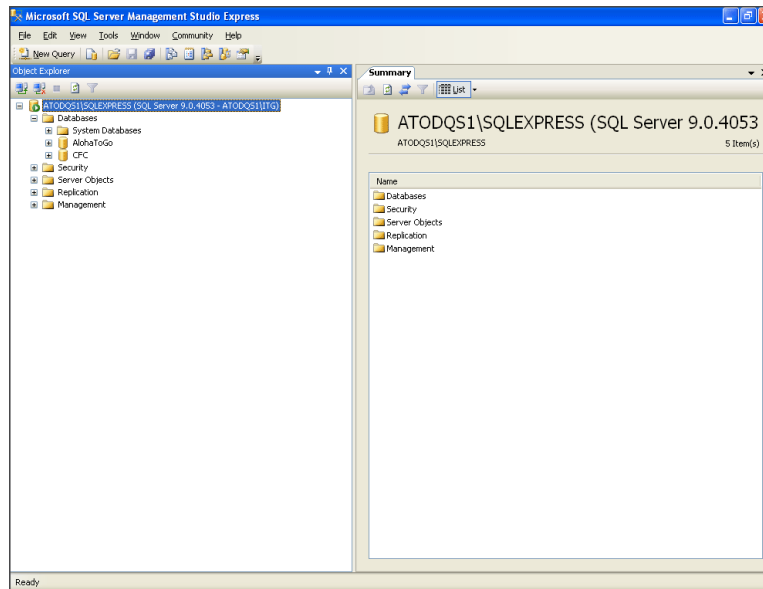 Microsoft SQL Server Management Studio Express
File Edit View Tools Window Community Help
New Query
Object Explorer
ATODQS1\SQLEXPRESS (SQL Server 9.0.4053 - ATODQS1\ITG)
Databases
System Databases
AlohaToGo
CFC
Security
Server Objects
Replication
Management
Summary
List
ATODQS1\SQLEXPRESS (SQL Server 9.0.4053
ATODQS1\SQLEXPRESS 5 Item(s)
Name
Databases
Security
Server Objects
Replication
Management
Ready